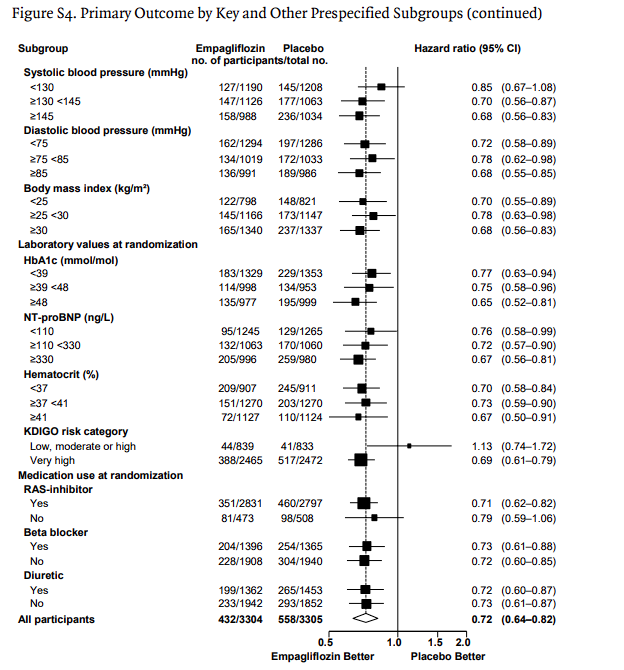 Figure S4. Primary Outcome by Key and Other Prespecified Subgroups (continued)
Subgroup Empagliflozin Placebo Hazard ratio (95% CI)
no. of participants/total no.
Systolic blood pressure (mmHg)
<130 127/1190 145/1208 0.85 (0.67–1.08)
≥130 <145 147/1126 177/1063 0.70 (0.56–0.87)
≥145 158/988 236/1034 0.68 (0.56–0.83)
Diastolic blood pressure (mmHg)
<75 162/1294 197/1286 0.72 (0.58–0.89)
≥75 <85 134/1019 172/1033 0.78 (0.62–0.98)
≥85 136/991 189/986 0.68 (0.55–0.85)
Body mass index (kg/m²)
<25 122/798 148/821 0.70 (0.55–0.89)
≥25 <30 145/1166 173/1147 0.78 (0.63–0.98)
≥30 165/1340 237/1337 0.68 (0.56–0.83)
Laboratory values at randomization
HbA1c (mmol/mol)
<39 183/1329 229/1353 0.77 (0.63–0.94)
≥39 <48 114/998 134/953 0.75 (0.58–0.96)
≥48 135/977 195/999 0.65 (0.52–0.81)
NT-proBNP (ng/L)
<110 95/1245 129/1265 0.76 (0.58–0.99)
≥110 <330 132/1063 170/1060 0.72 (0.57–0.90)
≥330 205/996 259/980 0.67 (0.56–0.81)
Hematocrit (%)
<37 209/907 245/911 0.70 (0.58–0.84)
≥37 <41 151/1270 203/1270 0.73 (0.59–0.90)
≥41 72/1127 110/1124 0.67 (0.50–0.91)
KDIGO risk category
Low, moderate or high 44/839 41/833 1.13 (0.74–1.72)
Very high 388/2465 517/2472 0.69 (0.61–0.79)
Medication use at randomization
RAS-inhibitor
Yes 351/2831 460/2797 0.71 (0.62–0.82)
No 81/473 98/508 0.79 (0.59–1.06)
Beta blocker
Yes 204/1396 254/1365 0.73 (0.61–0.88)
No 228/1908 304/1940 0.72 (0.60–0.85)
Diuretic
Yes 199/1362 265/1453 0.72 (0.60–0.87)
No 233/1942 293/1852 0.73 (0.61–0.87)
All participants 432/3304 558/3305 0.72 (0.64–0.82)
0.5 1.0 1.5 2.0
Empagliflozin Better Placebo Better